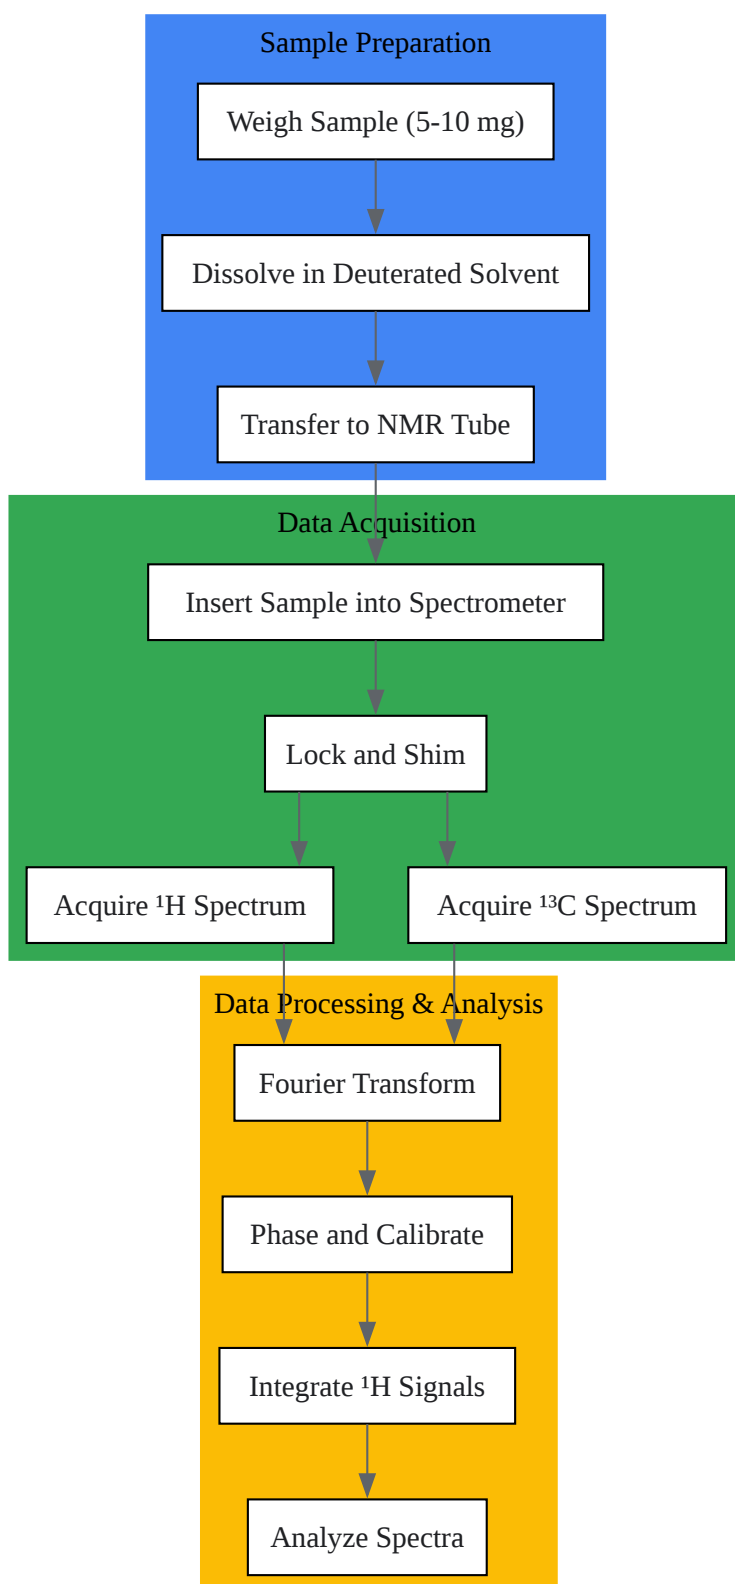 Sample Preparation
Weigh Sample (5-10 mg)
Dissolve in Deuterated Solvent
Transfer to NMR Tube
Data Acquisition
Insert Sample into Spectrometer
Lock and Shim
Acquire ¹H Spectrum
Acquire ¹³C Spectrum
Data Processing & Analysis
Fourier Transform
Phase and Calibrate
Integrate ¹H Signals
Analyze Spectra